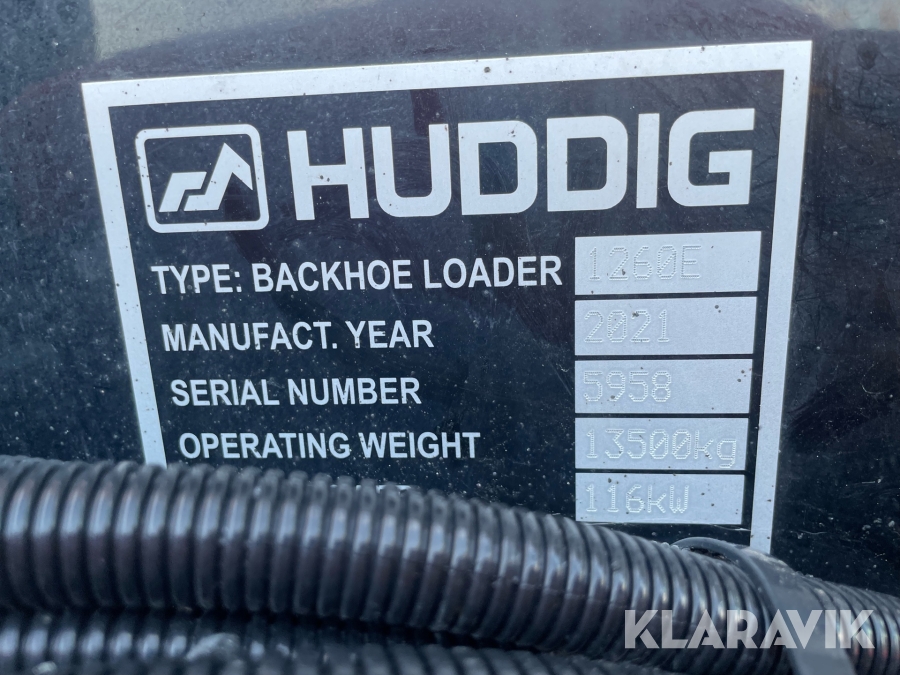 HUDDIG
TYPE: BACKHOE LOADER 1260E
MANUFACT. YEAR 2021
SERIAL NUMBER 5958
OPERATING WEIGHT 13500kg
116kW
KLARAVIK